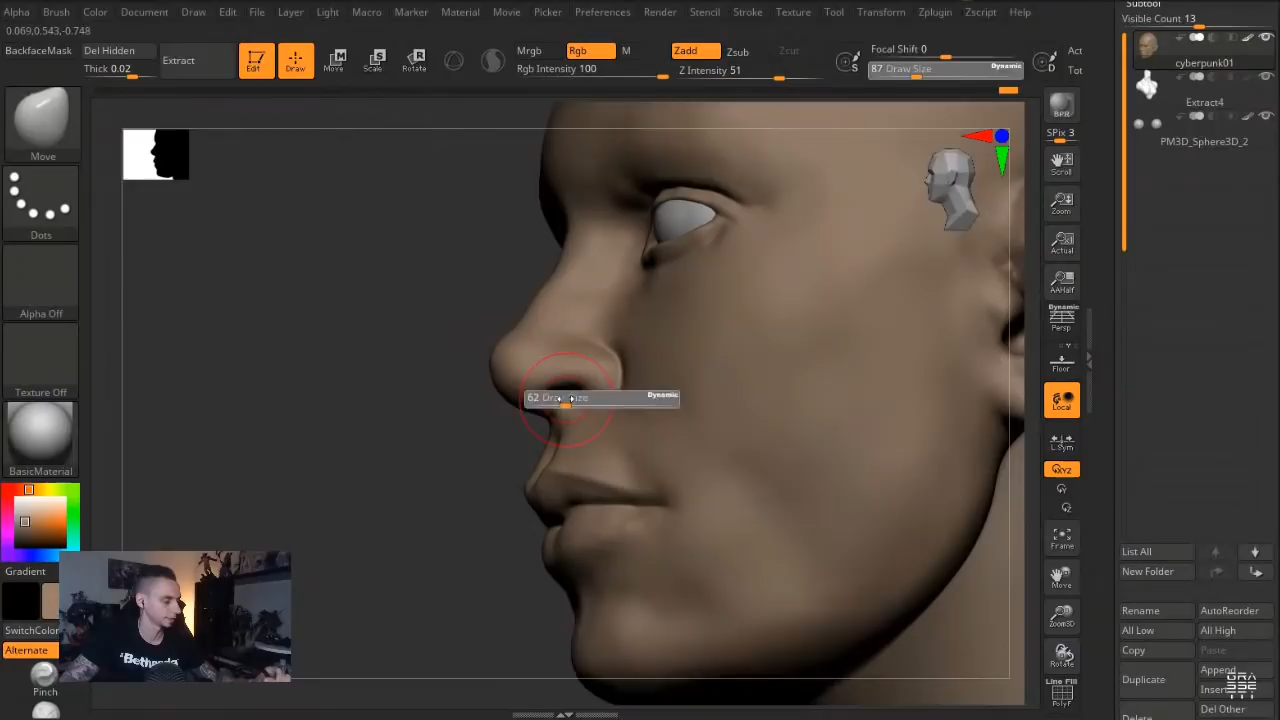 Alpha Brush Color Document Draw Edit File Layer Light Macro Marker Material Movie Picker Preferences Render Stencil Stroke Texture Tool Transform Zplugin Zscript Help
0.069,0.543,-0.748
BackfaceMask
Del Hidden
Thick 0.02
Extract
Edit
Draw
Move
Scale
Rotate
Mrgb Rgb M
Rgb Intensity 100
Zadd Zsub Zcut
Z Intensity 51
S
Focal Shift 0
87 Draw Size Dynamic
D
Act
Tot
Move
Dots
Alpha Off
Texture Off
BasicMaterial
Gradient
SwitchColor
Alternate
Pinch
"Bethesda
62 Draw Size Dynamic
BPR
SPix 3
Scroll
Zoom
Actual
AAHalf
Dynamic
Persp
Floor
Local
L.Sym
XYZ
Y
Z
Frame
Move
Zoom3D
Rotate
Line Fill
PolyF
Subtool
Visible Count 13
cyberpunk01
Extract4
PM3D_Sphere3D_2
List All
New Folder
Rename AutoReorder
All Low All High
Copy Paste
Duplicate Append
Insert
Delete Del Other